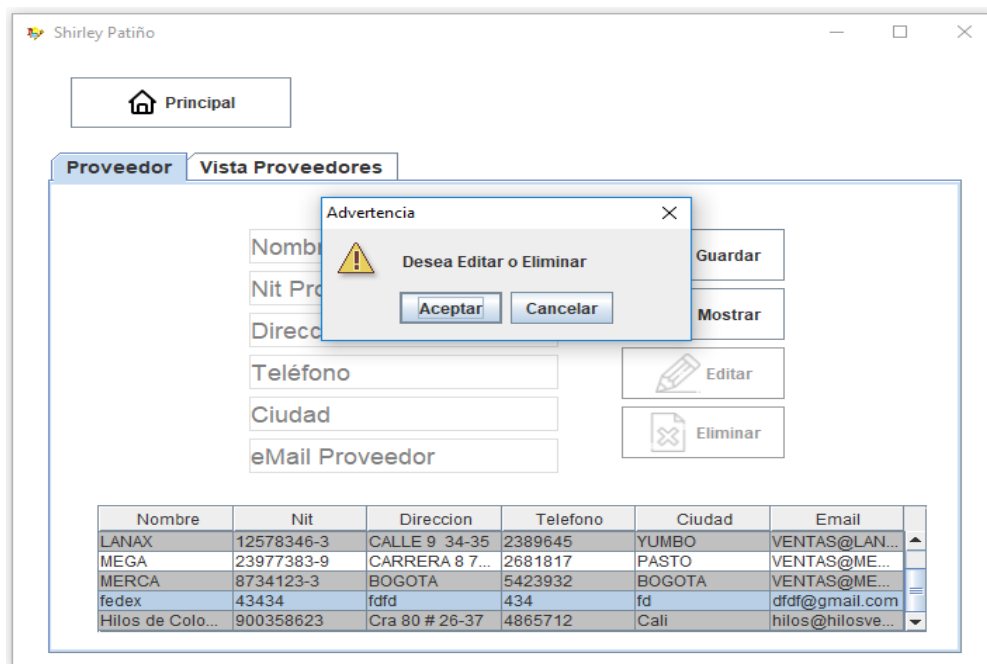 Shirley Patiño
Principal
Proveedor Vista Proveedores
Advertencia
Desea Editar o Eliminar
Aceptar Cancelar
Nombr
Nit Pro
Direcc
Teléfono
Ciudad
eMail Proveedor
Guardar
Mostrar
Editar
Eliminar
Nombre Nit Direccion Telefono Ciudad Email
LANAX 12578346-3 CALLE 9 34-35 2389645 YUMBO VENTAS@LAN...
MEGA 23977383-9 CARRERA 8 7... 2681817 PASTO VENTAS@ME...
MERCA 8734123-3 BOGOTA 5423932 BOGOTA VENTAS@ME...
fedex 43434 fdfd 434 fd dfdf@gmail.com
Hilos de Colo... 900358623 Cra 80 # 26-37 4865712 Cali hilos@hilosve...